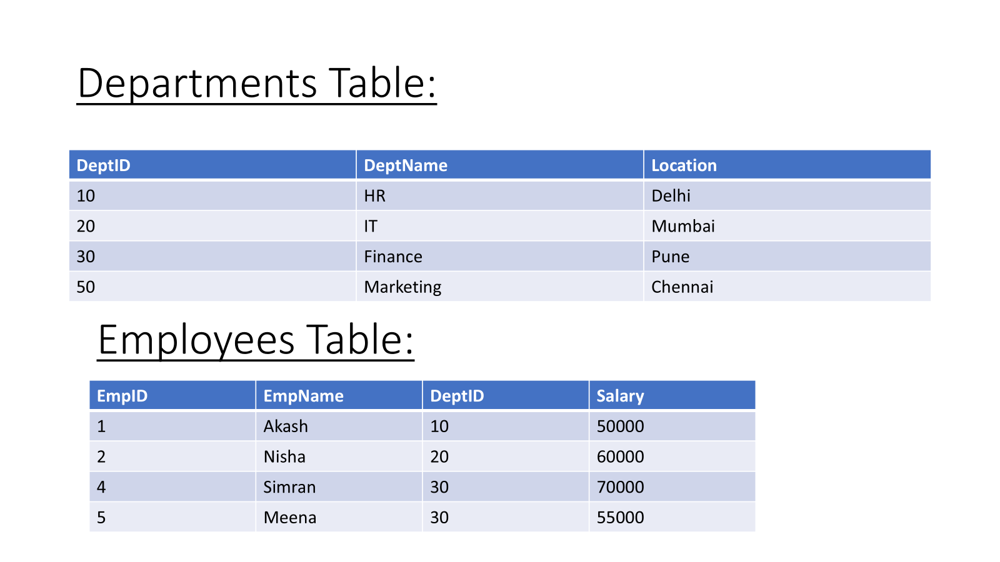 Departments Table:
DeptID DeptName Location
10 HR Delhi
20 IT Mumbai
30 Finance Pune
50 Marketing Chennai
Employees Table:
EmpID EmpName DeptID Salary
1 Akash 10 50000
2 Nisha 20 60000
4 Simran 30 70000
5 Meena 30 55000